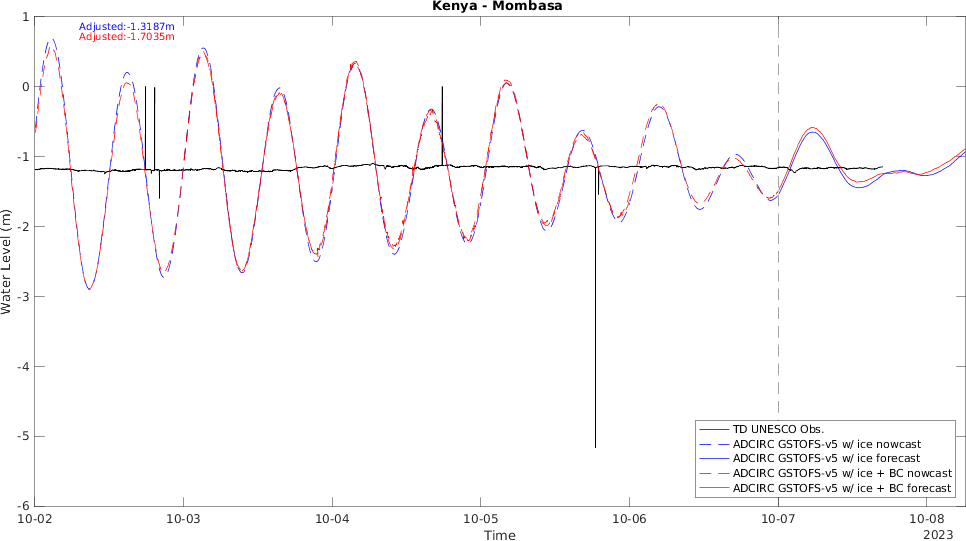 Kenya - Mombasa
Adjusted:-1.3187m
Adjusted:-1.7035m
1
0
-1
-2
-3
-4
-5
-6
Water Level (m)
TD UNESCO Obs.
ADCIRC GSTOFS-v5 w/ ice nowcast
ADCIRC GSTOFS-v5 w/ ice forecast
ADCIRC GSTOFS-v5 w/ ice + BC nowcast
ADCIRC GSTOFS-v5 w/ ice + BC forecast
10-02 10-03 10-04 10-05 10-06 10-07 10-08
Time
2023